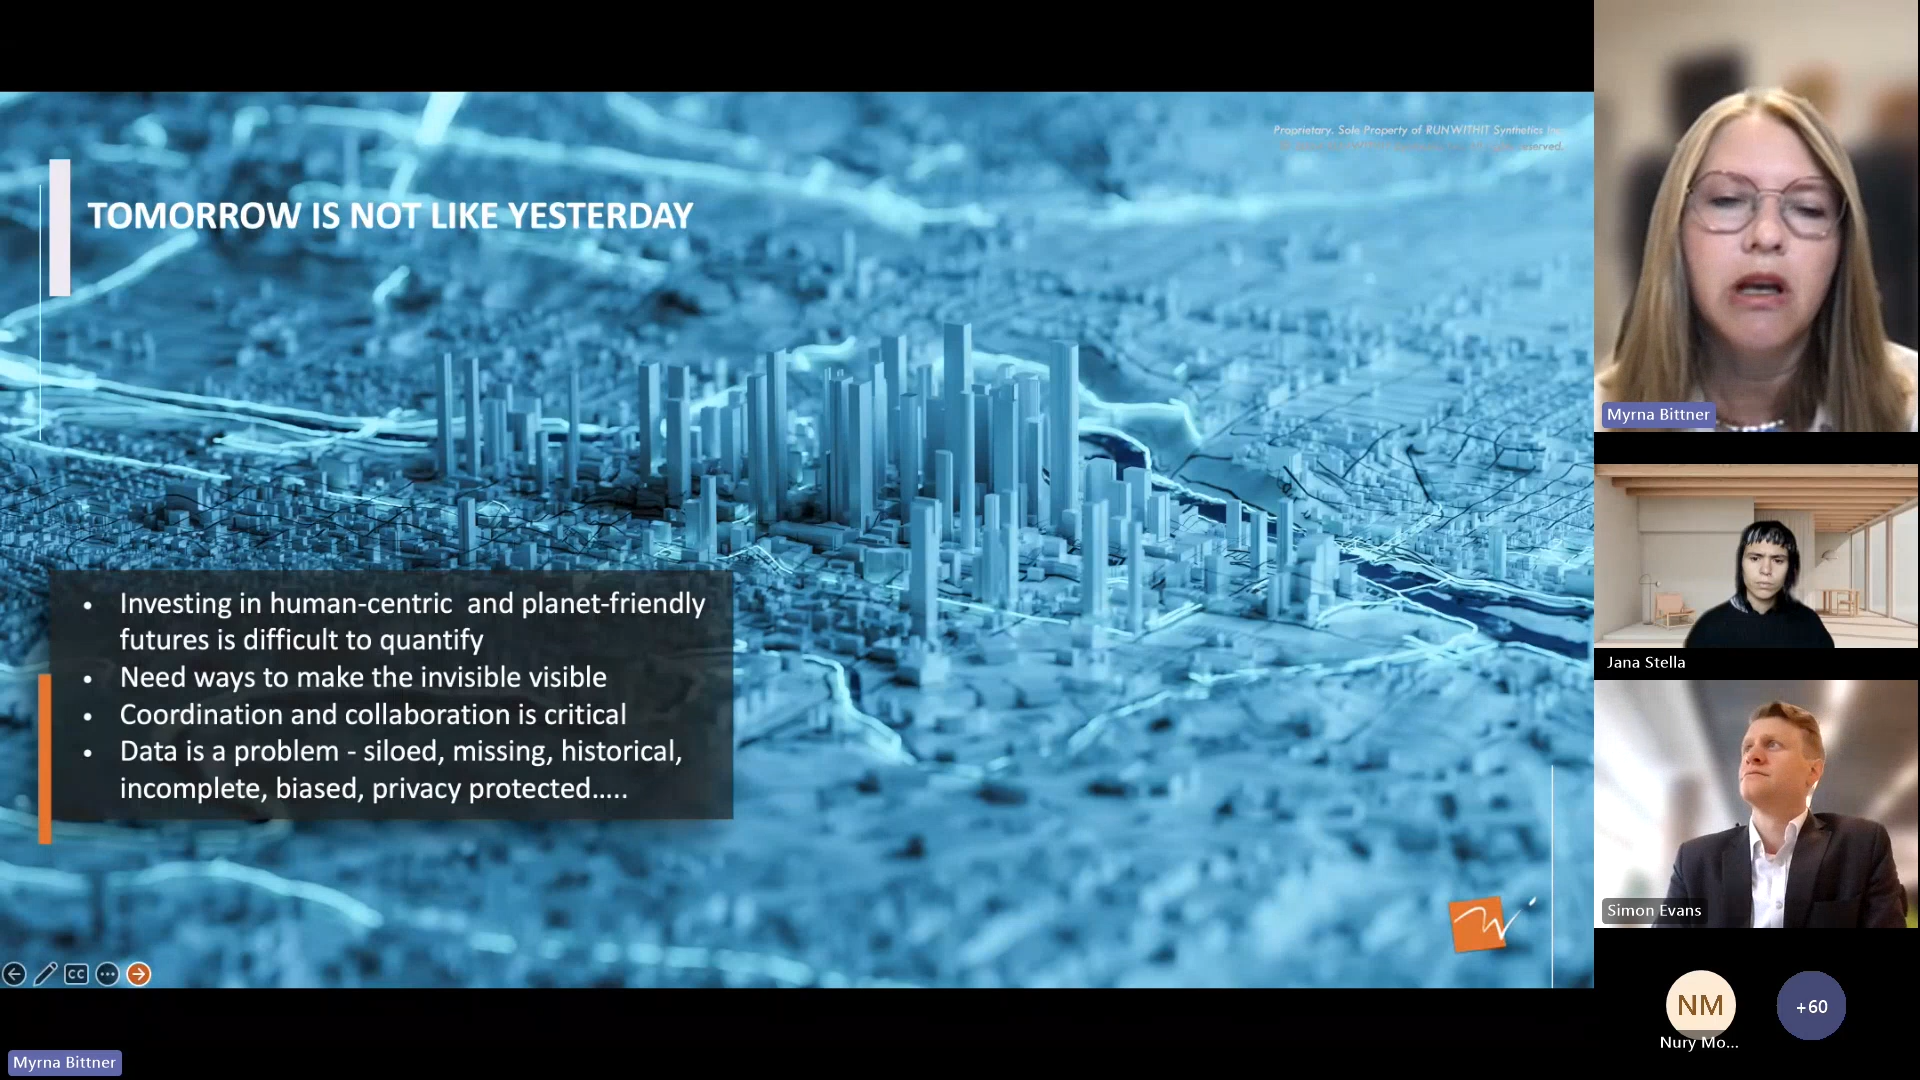 Proprietary. Sole Property of RUNWITHIT Synthetics Inc.
reserved.
TOMORROW IS NOT LIKE YESTERDAY
• Investing in human-centric and planet-friendly
futures is difficult to quantify
• Need ways to make the invisible visible
• Coordination and collaboration is critical
• Data is a problem - siloed, missing, historical,
incomplete, biased, privacy protected.....
CC
Myrna Bittner
Myrna Bittner
Jana Stella
Simon Evans
NM
Nury Mo...
+60